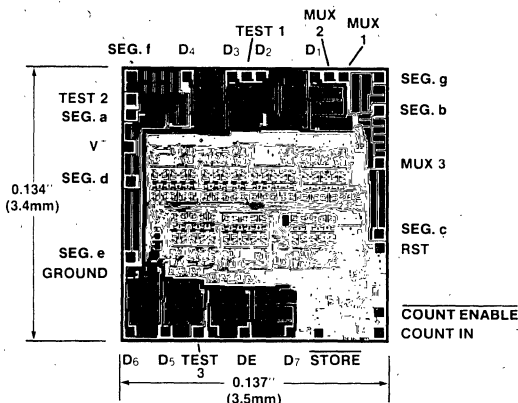 MUX
MUX 2 1
TEST 1
SEG. f D4 D3 D2 D1
SEG. g
TEST 2
SEG. b
SEG. a
V⁻
MUX 3
SEG. d
0.134"
(3.4mm)
SEG. c
RST
SEG. e
GROUND
COUNT ENABLE
COUNT IN
D6 D5 TEST 3 DE D7 STORE
0.137"
(3.5mm)